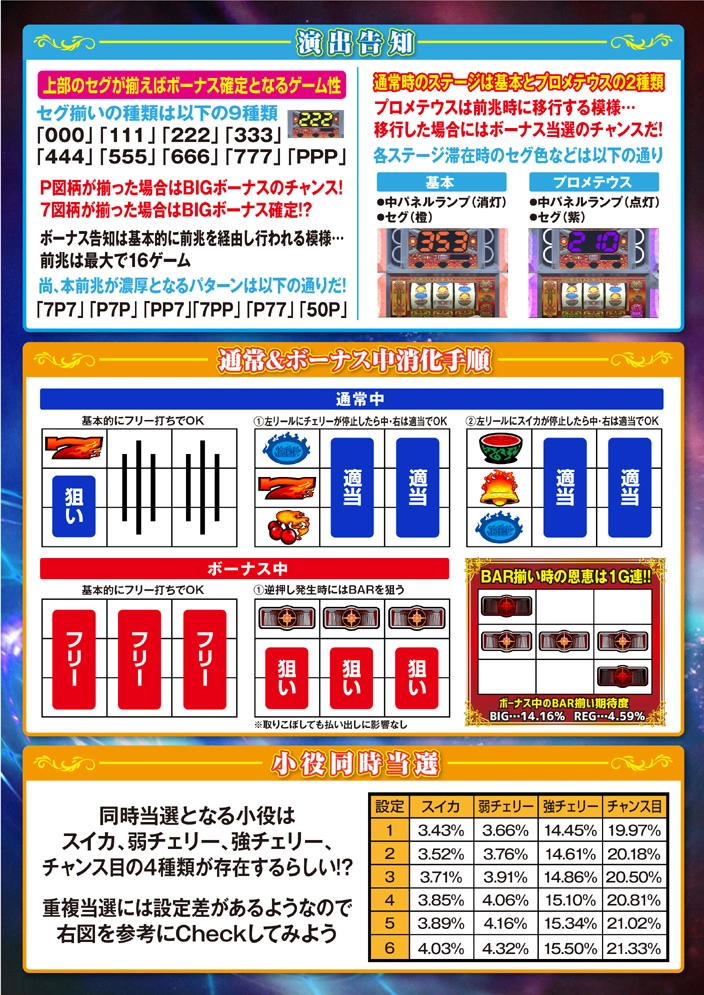 演出告知
上部のセグが揃えばボーナス確定となるゲーム性
セグ揃いの種類は以下の9種類
222
「000」「111」「222」「333」
「444」「555」「666」「777」「PPP」
P図柄が揃った場合はBIGボーナスのチャンス!
7図柄が揃った場合はBIGボーナス確定!?
ボーナス告知は基本的に前兆を経由し行われる模様…
前兆は最大で16ゲーム
尚、本前兆が濃厚となるパターンは以下の通りだ!
「7P7」「P7P」「PP7」「7PP」「P77」「50P」
通常時のステージは基本とプロメテウスの2種類
プロメテウスは前兆時に移行する模様…
移行した場合にはボーナス当選のチャンスだ!
各ステージ滞在時のセグ色などは以下の通り
基本
●中パネルランプ(消灯)
●セグ(橙)
353
プロメテウス
●中パネルランプ(点灯)
●セグ(紫)
210
通常&ボーナス中消化手順
通常中
基本的にフリー打ちでOK
狙い
①左リールにチェリーが停止したら中・右は適当でOK
適当
適当
②左リールにスイカが停止したら中・右は適当でOK
適当
適当
ボーナス中
基本的にフリー打ちでOK
フリー
フリー
フリー
①逆押し発生時にはBARを狙う
狙い
狙い
狙い
※取りこぼしても払い出しに影響なし
BAR揃い時の恩恵は1G連!!
ボーナス中のBAR揃い期待度
BIG…14.16% REG…4.59%
小役同時当選
同時当選となる小役は
スイカ、弱チェリー、強チェリー、
チャンス目の4種類が存在するらしい!?
重複当選には設定差があるようなので
右図を参考にCheckしてみよう
設定 スイカ 弱チェリー 強チェリー チャンス目
1 3.43% 3.66% 14.45% 19.97%
2 3.52% 3.76% 14.61% 20.18%
3 3.71% 3.91% 14.86% 20.50%
4 3.85% 4.06% 15.10% 20.81%
5 3.89% 4.16% 15.34% 21.02%
6 4.03% 4.32% 15.50% 21.33%